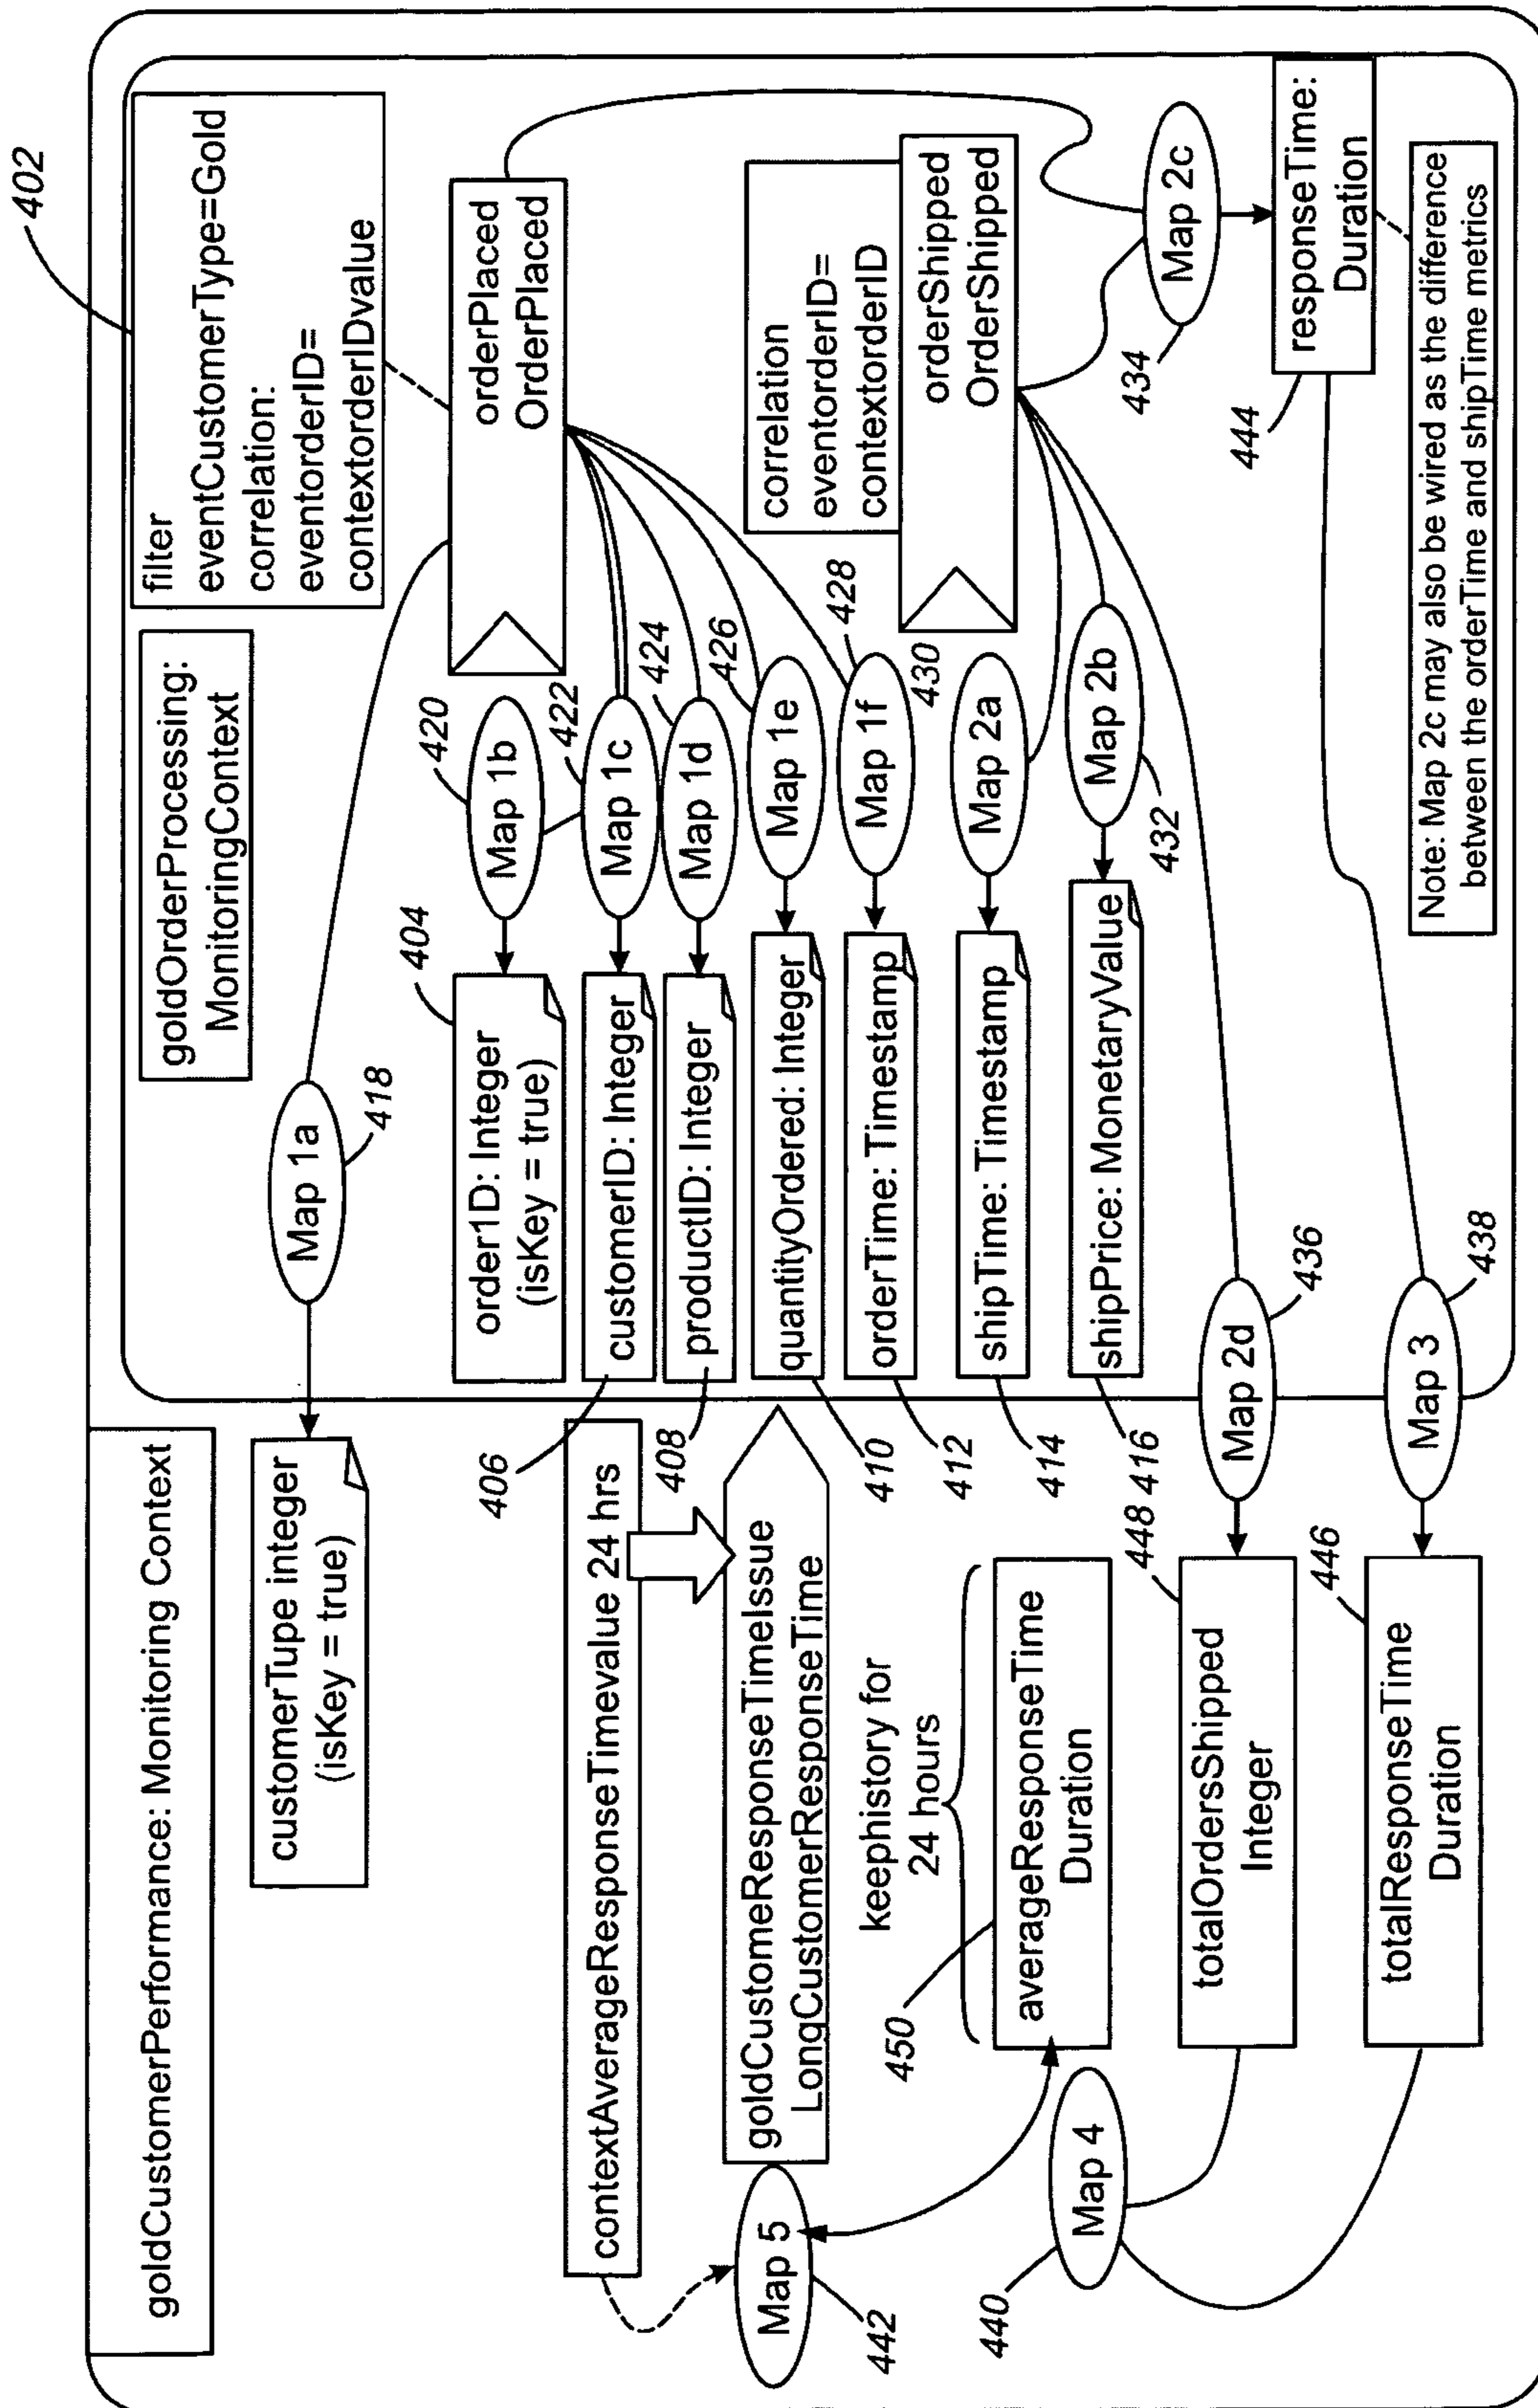 402
goldCustomerPerformance: Monitoring Context
goldOrderProcessing:
MonitoringContext
filter
eventCustomerType=Gold
correlation:
eventorderID=
contextorderIDvalue
customerTupe integer
(isKey = true)
Map 1a
418
orderPlaced
OrderPlaced
404
order1D: Integer
(isKey = true)
Map 1b
420
customerID: Integer
406
Map 1c
422
productID: Integer
408
Map 1d
424
quantityOrdered: Integer
410
Map 1e
426
orderTime: Timestamp
412
Map 1f
428
shipTime: Timestamp
414
Map 2a
430
shipPrice: MonetaryValue
416
Map 2b
432
correlation
eventorderID=
contextorderID
orderShipped
OrderShipped
Map 2c
434
responseTime:
Duration
444
Note: Map 2c may also be wired as the difference
between the orderTime and shipTime metrics
contextAverageResponseTimevalue 24 hrs
goldCustomeResponseTimeIssue
LongCustomerResponseTime
Map 5
442
keephistory for
24 hours
averageResponseTime
Duration
450
Map 4
440
totalOrdersShipped
Integer
448
Map 2d
436
totalResponseTime
Duration
446
Map 3
438